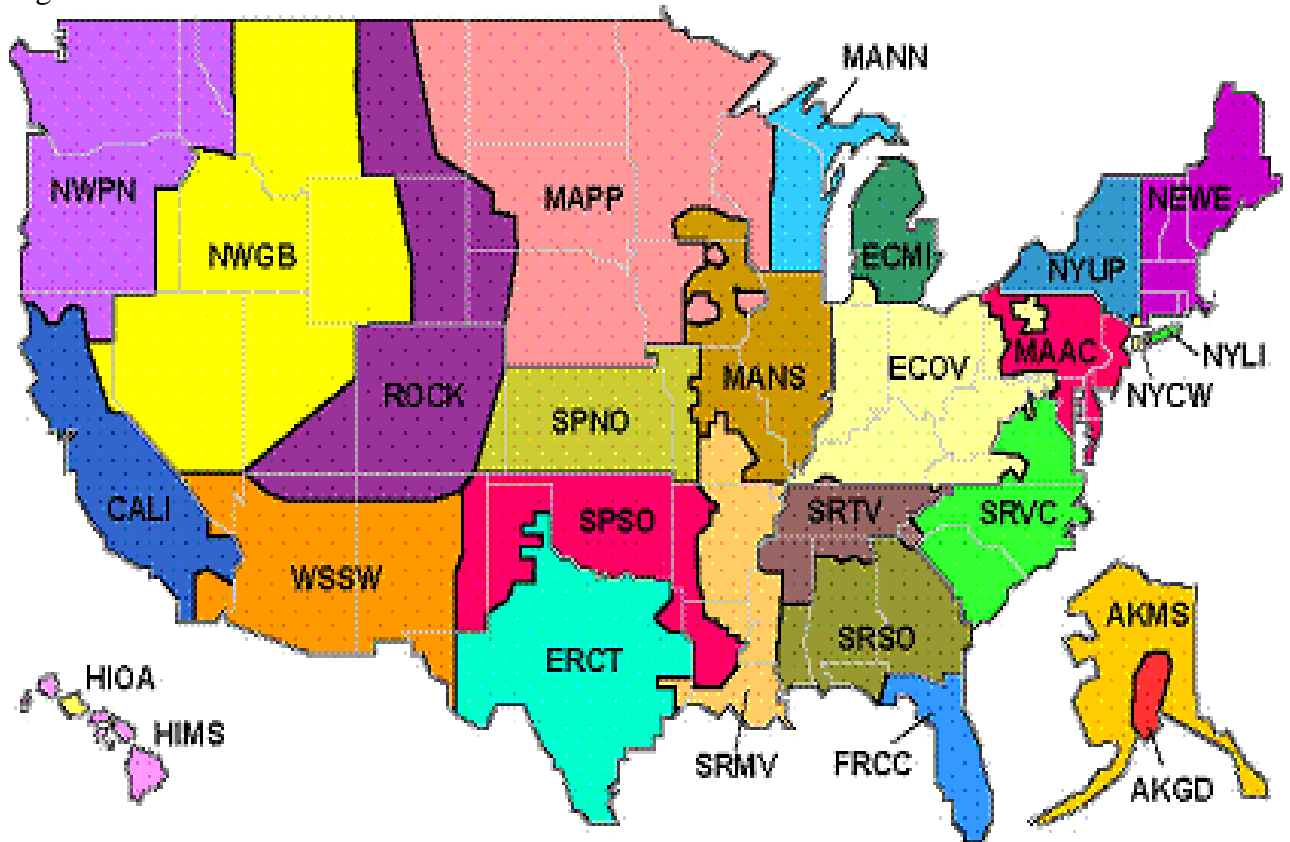 MANN
NWPN
MAPP
NEWE
NWGB
ECMI
NYUP
MAAC
NYLI
ROCK
MANS
ECOV
NYCW
SPNO
CALI
SPSO
SRTV
SRVC
WSSW
AKMS
ERCT
SRSO
HIOA
HIMS
SRMV
FRCC
AKGD